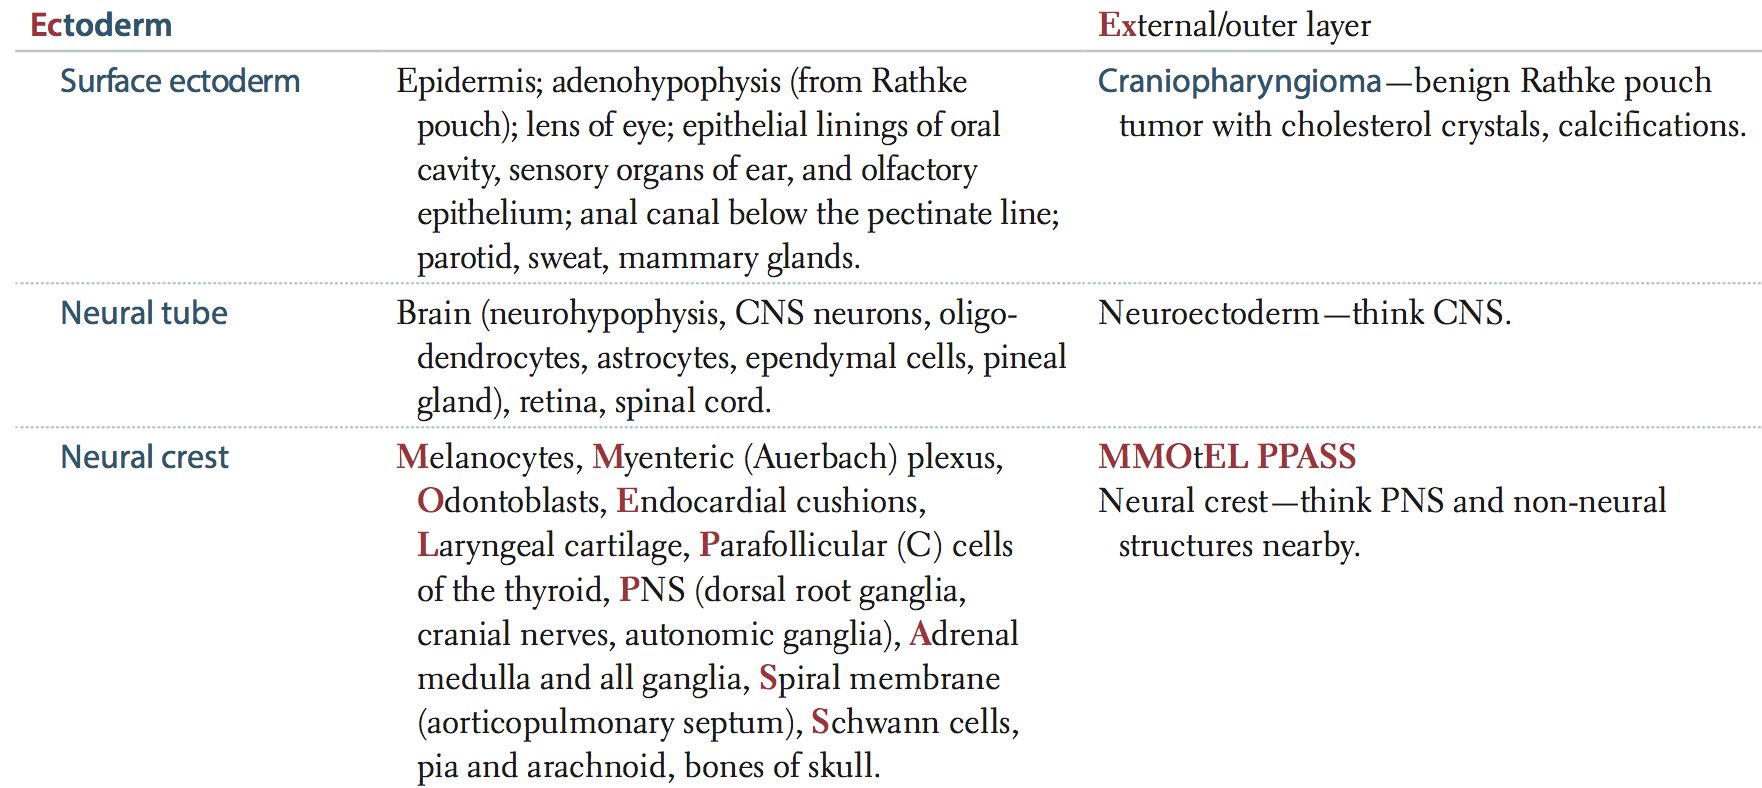 Ectoderm External/outer layer
Surface ectoderm Epidermis; adenohypophysis (from Rathke Craniopharyngioma—benign Rathke pouch
pouch); lens of eye; epithelial linings of oral tumor with cholesterol crystals, calcifications.
cavity, sensory organs of ear, and olfactory
epithelium; anal canal below the pectinate line;
parotid, sweat, mammary glands.
Neural tube Brain (neurohypophysis, CNS neurons, oligo- Neuroectoderm—think CNS.
dendrocytes, astrocytes, ependymal cells, pineal
gland), retina, spinal cord.
Neural crest Melanocytes, Myenteric (Auerbach) plexus, MMOtEL PPASS
Odontoblasts, Endocardial cushions, Neural crest—think PNS and non-neural
Laryngeal cartilage, Parafollicular (C) cells structures nearby.
of the thyroid, PNS (dorsal root ganglia,
cranial nerves, autonomic ganglia), Adrenal
medulla and all ganglia, Spiral membrane
(aorticopulmonary septum), Schwann cells,
pia and arachnoid, bones of skull.